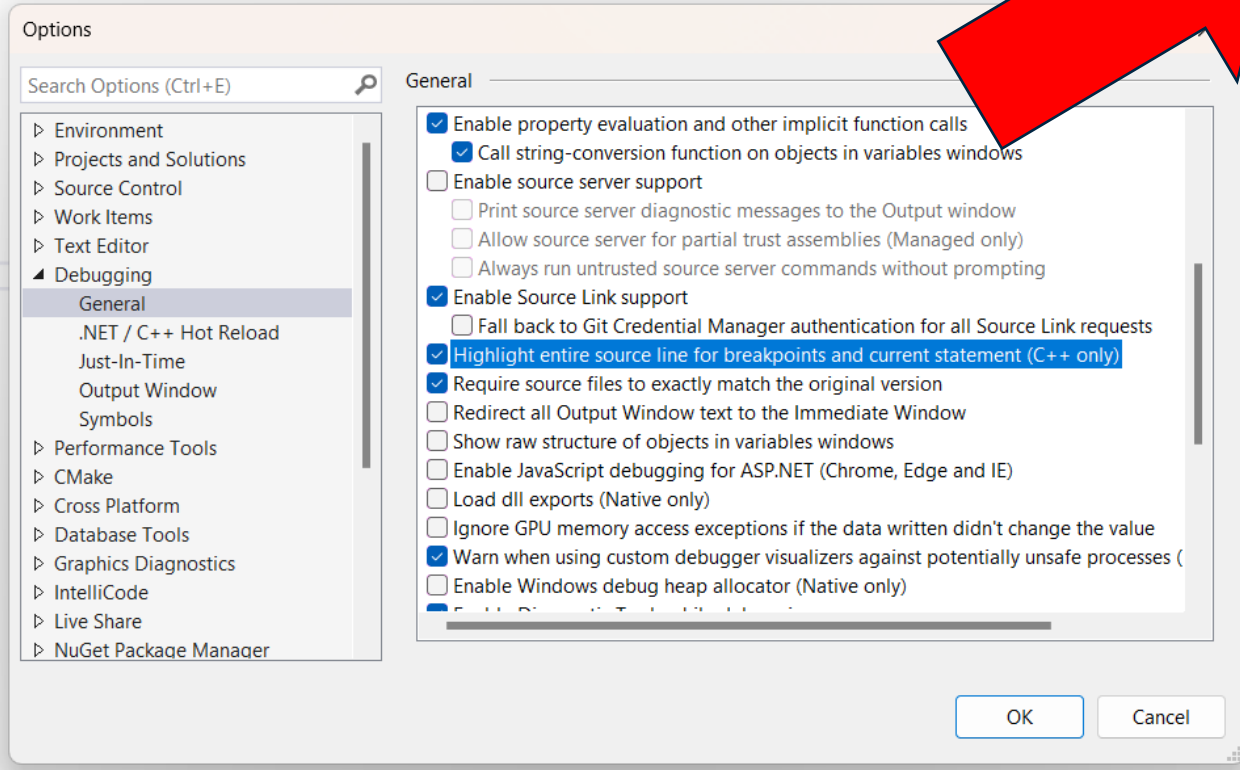 Options
Search Options (Ctrl+E)
Environment
Projects and Solutions
Source Control
Work Items
Text Editor
Debugging
General
.NET / C++ Hot Reload
Just-In-Time
Output Window
Symbols
Performance Tools
CMake
Cross Platform
Database Tools
Graphics Diagnostics
IntelliCode
Live Share
NuGet Package Manager
General
Enable property evaluation and other implicit function calls
Call string-conversion function on objects in variables windows
Enable source server support
Print source server diagnostic messages to the Output window
Allow source server for partial trust assemblies (Managed only)
Always run untrusted source server commands without prompting
Enable Source Link support
Fall back to Git Credential Manager authentication for all Source Link requests
Highlight entire source line for breakpoints and current statement (C++ only)
Require source files to exactly match the original version
Redirect all Output Window text to the Immediate Window
Show raw structure of objects in variables windows
Enable JavaScript debugging for ASP.NET (Chrome, Edge and IE)
Load dll exports (Native only)
Ignore GPU memory access exceptions if the data written didn't change the value
Warn when using custom debugger visualizers against potentially unsafe processes (
Enable Windows debug heap allocator (Native only)
OK
Cancel